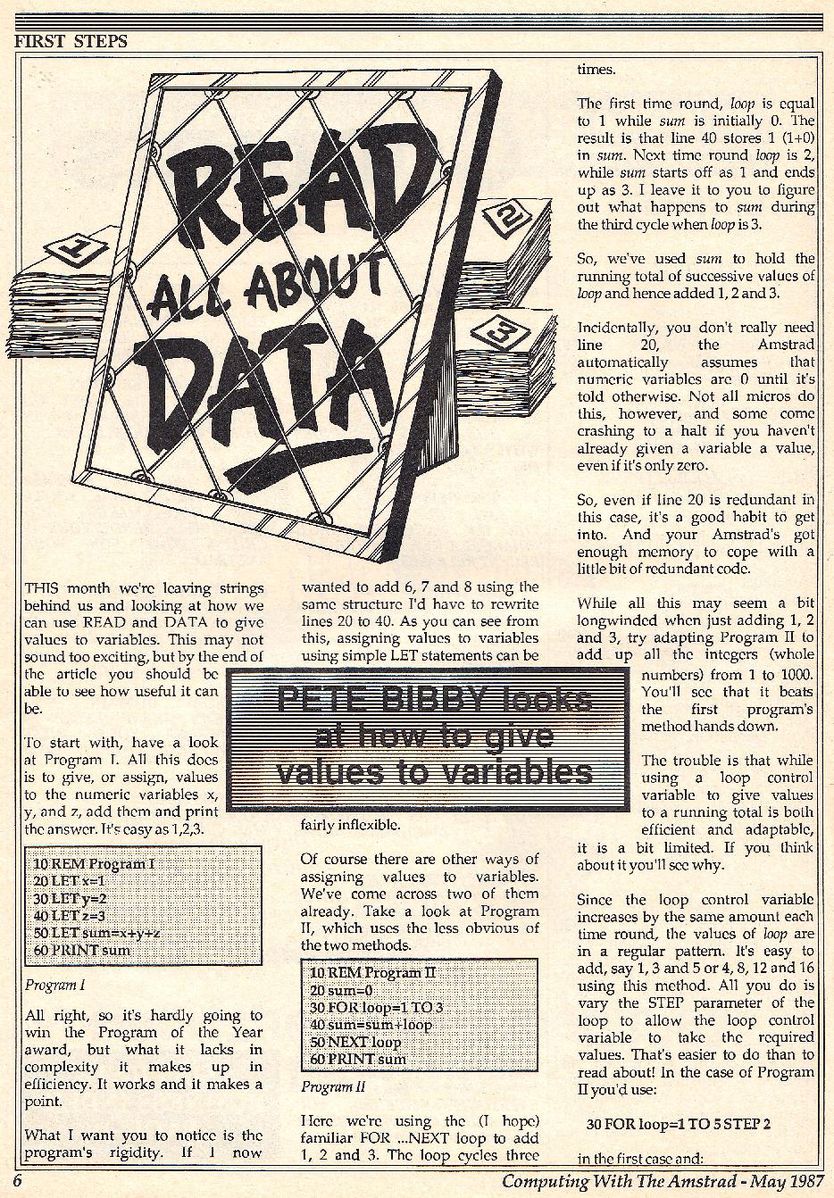 FIRST STEPS
READ
ALL ABOUT
DATA
1
2
3
THIS month we're leaving strings
behind us and looking at how we
can use READ and DATA to give
values to variables. This may not
sound too exciting, but by the end of
the article you should be
able to see how useful it can
be.
To start with, have a look
at Program I. All this does
is to give, or assign, values
to the numeric variables x,
y, and z, add them and print
the answer. It's easy as 1,2,3.
10 REM Program I
20 LET x=1
30 LET y=2
40 LET z=3
50 LET sum=x+y+z
60 PRINT sum
Program I
All right, so it's hardly going to
win the Program of the Year
award, but what it lacks in
complexity it makes up in
efficiency. It works and it makes a
point.
What I want you to notice is the
program's rigidity. If I now
wanted to add 6, 7 and 8 using the
same structure I'd have to rewrite
lines 20 to 40. As you can see from
this, assigning values to variables
using simple LET statements can be
PETE BIBBY looks
at how to give
values to variables
fairly inflexible.
Of course there are other ways of
assigning values to variables.
We've come across two of them
already. Take a look at Program
II, which uses the less obvious of
the two methods.
10 REM Program II
20 sum=0
30 FOR loop=1 TO 3
40 sum=sum+loop
50 NEXT loop
60 PRINT sum
Program II
Here we're using the (I hope)
familiar FOR ...NEXT loop to add
1, 2 and 3. The loop cycles three
times.
The first time round, loop is equal
to 1 while sum is initially 0. The
result is that line 40 stores 1 (1+0)
in sum. Next time round loop is 2,
while sum starts off as 1 and ends
up as 3. I leave it to you to figure
out what happens to sum during
the third cycle when loop is 3.
So, we've used sum to hold the
running total of successive values of
loop and hence added 1, 2 and 3.
Incidentally, you don't really need
line 20, the Amstrad
automatically assumes that
numeric variables are 0 until it's
told otherwise. Not all micros do
this, however, and some come
crashing to a halt if you haven't
already given a variable a value,
even if it's only zero.
So, even if line 20 is redundant in
this case, it's a good habit to get
into. And your Amstrad's got
enough memory to cope with a
little bit of redundant code.
While all this may seem a bit
longwinded when just adding 1, 2
and 3, try adapting Program II to
add up all the integers (whole
numbers) from 1 to 1000.
You'll see that it beats
the first program's
method hands down.
The trouble is that while
using a loop control
variable to give values
to a running total is both
efficient and adaptable,
it is a bit limited. If you think
about it you'll see why.
Since the loop control variable
increases by the same amount each
time round, the values of loop are
in a regular pattern. It's easy to
add, say 1, 3 and 5 or 4, 8, 12 and 16
using this method. All you do is
vary the STEP parameter of the
loop to allow the loop control
variable to take the required
values. That's easier to do than to
read about! In the case of Program
II you'd use:
30 FOR loop=1 TO 5 STEP 2
in the first case and:
6
Computing With The Amstrad - May 1987